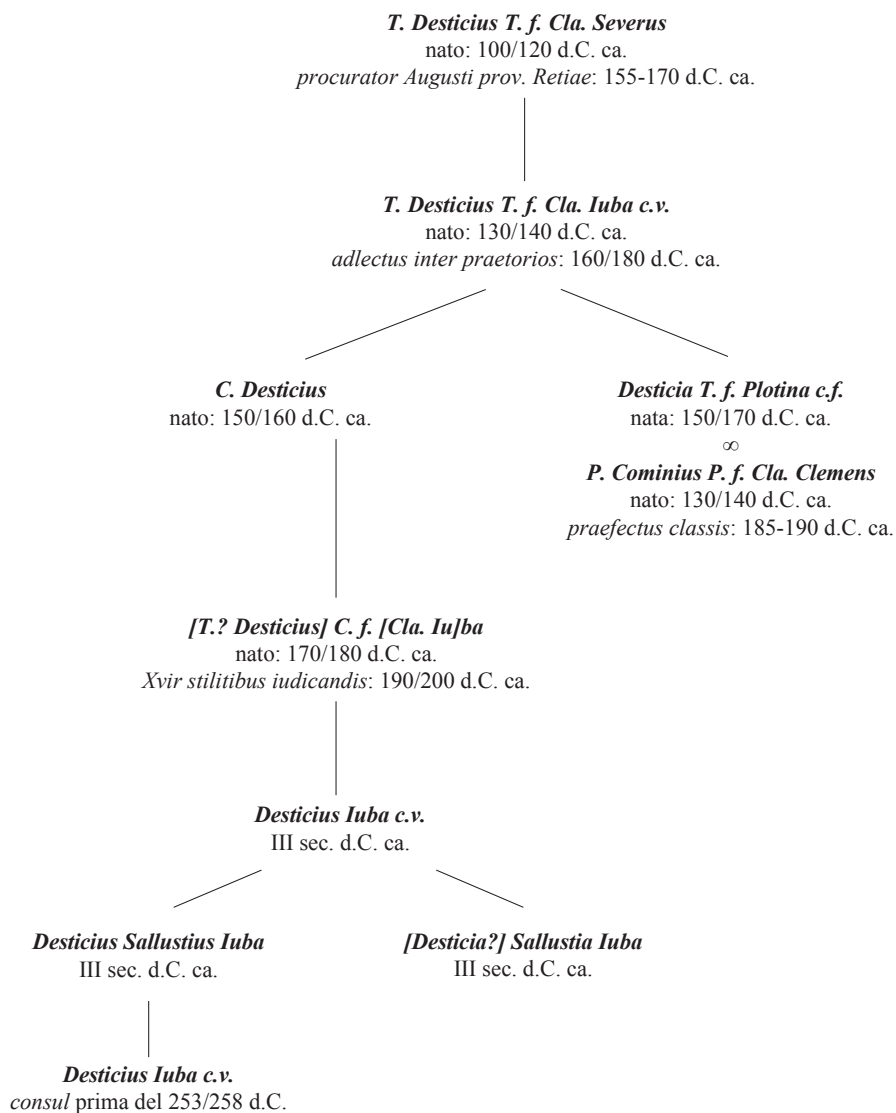 T. Desticius T. f. Cla. Severus
nato: 100/120 d.C. ca.
procurator Augusti prov. Retiae: 155-170 d.C. ca.
T. Desticius T. f. Cla. Iuba c.v.
nato: 130/140 d.C. ca.
adlectus inter praetorios: 160/180 d.C. ca.
C. Desticius
nato: 150/160 d.C. ca.
Desticia T. f. Plotina c.f.
nata: 150/170 d.C. ca.
∞
P. Cominius P. f. Cla. Clemens
nato: 130/140 d.C. ca.
praefectus classis: 185-190 d.C. ca.
[T.? Desticius] C. f. [Cla. Iu]ba
nato: 170/180 d.C. ca.
Xvir stilitibus iudicandis: 190/200 d.C. ca.
Desticius Iuba c.v.
III sec. d.C. ca.
Desticius Sallustius Iuba
III sec. d.C. ca.
[Desticia?] Sallustia Iuba
III sec. d.C. ca.
Desticius Iuba c.v.
consul prima del 253/258 d.C.